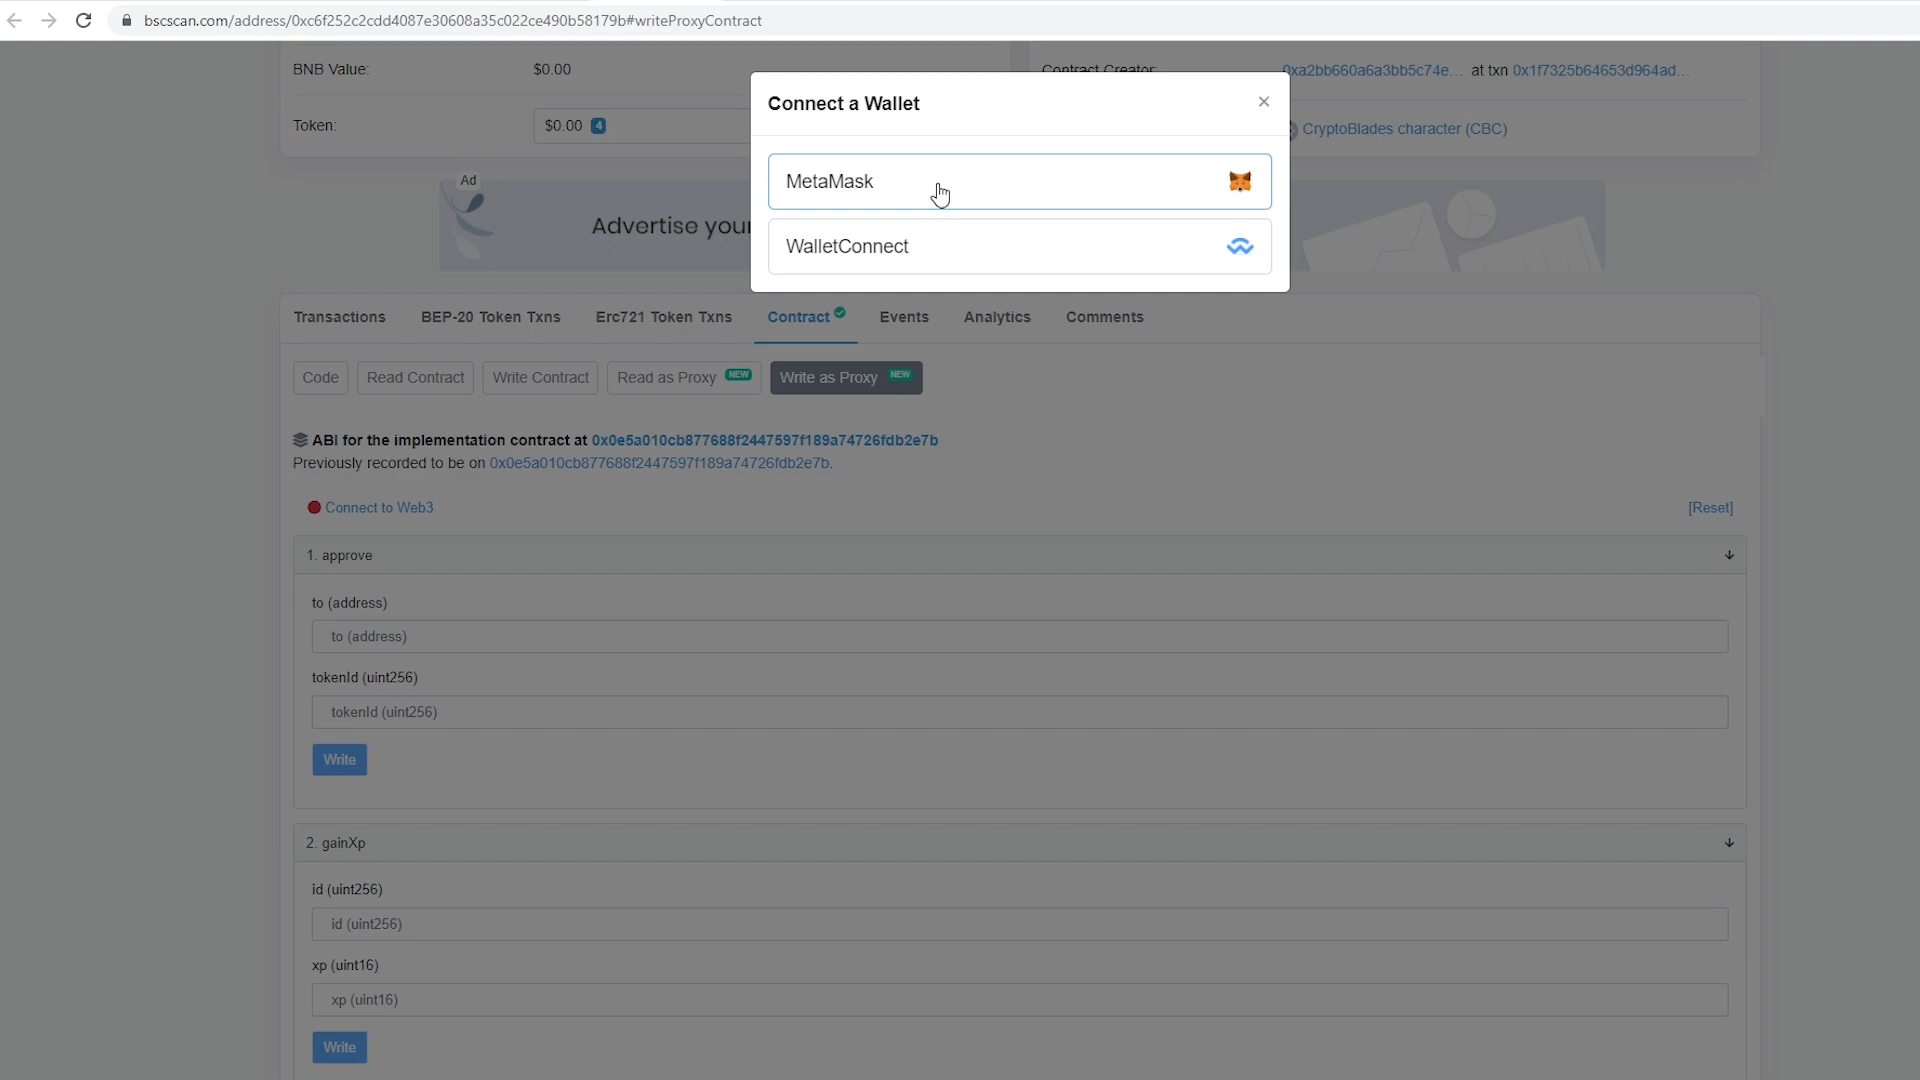 bscscan.com/address/0xc6f252c2cdd4087e30608a35c022ce490b58179b#writeProxyContract
BNB Value: $0.00
Contract Creator: 0xa2bb660a6a3bb5c74e... at txn 0x1f7325b64653d964ad...
Connect a Wallet
Token: $0.00 4
CryptoBlades character (CBC)
MetaMask
WalletConnect
Ad
Advertise your
Transactions BEP-20 Token Txns Erc721 Token Txns Contract Events Analytics Comments
Code Read Contract Write Contract Read as Proxy NEW Write as Proxy NEW
ABI for the implementation contract at 0x0e5a010cb877688f2447597f189a74726fdb2e7b
Previously recorded to be on 0x0e5a010cb877688f2447597f189a74726fdb2e7b.
Connect to Web3 [Reset]
1. approve
to (address)
to (address)
tokenId (uint256)
tokenId (uint256)
Write
2. gainXp
id (uint256)
id (uint256)
xp (uint16)
xp (uint16)
Write